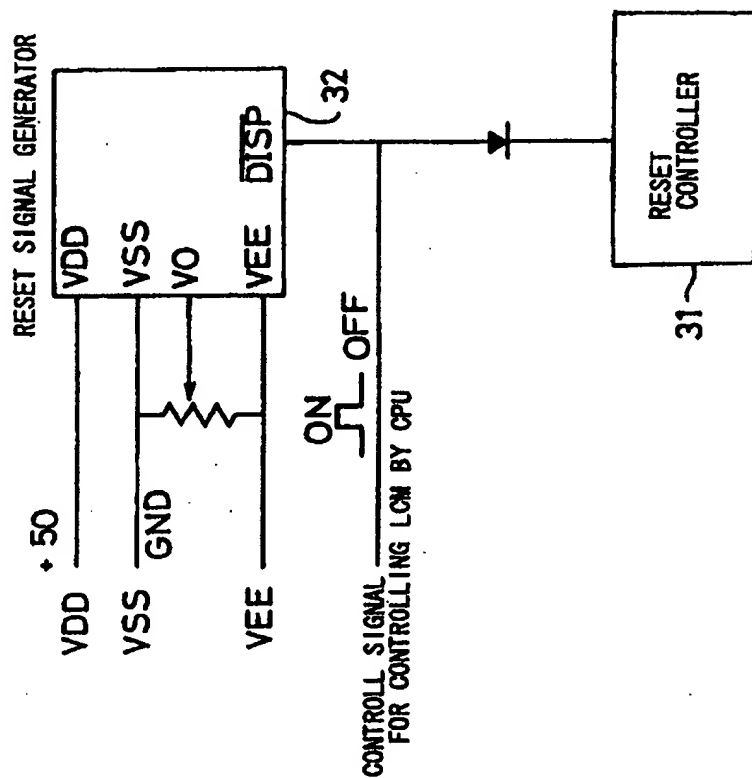 RESET SIGNAL GENERATOR
VDD
+ 50
VDD
VSS
GND
VSS
VO
VEE
VEE
DISP
32
ON
OFF
CONTROLL SIGNAL
FOR CONTROLLING LCM BY CPU
RESET
CONTROLLER
31